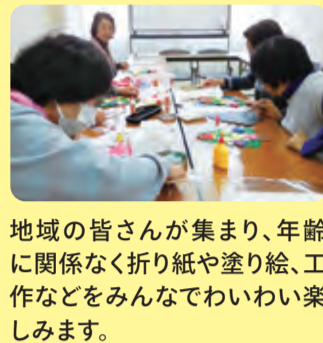 地域の皆さんが集まり、年齢
に関係なく折り紙や塗り絵、工
作などをみんなでわいわい楽
しみます。